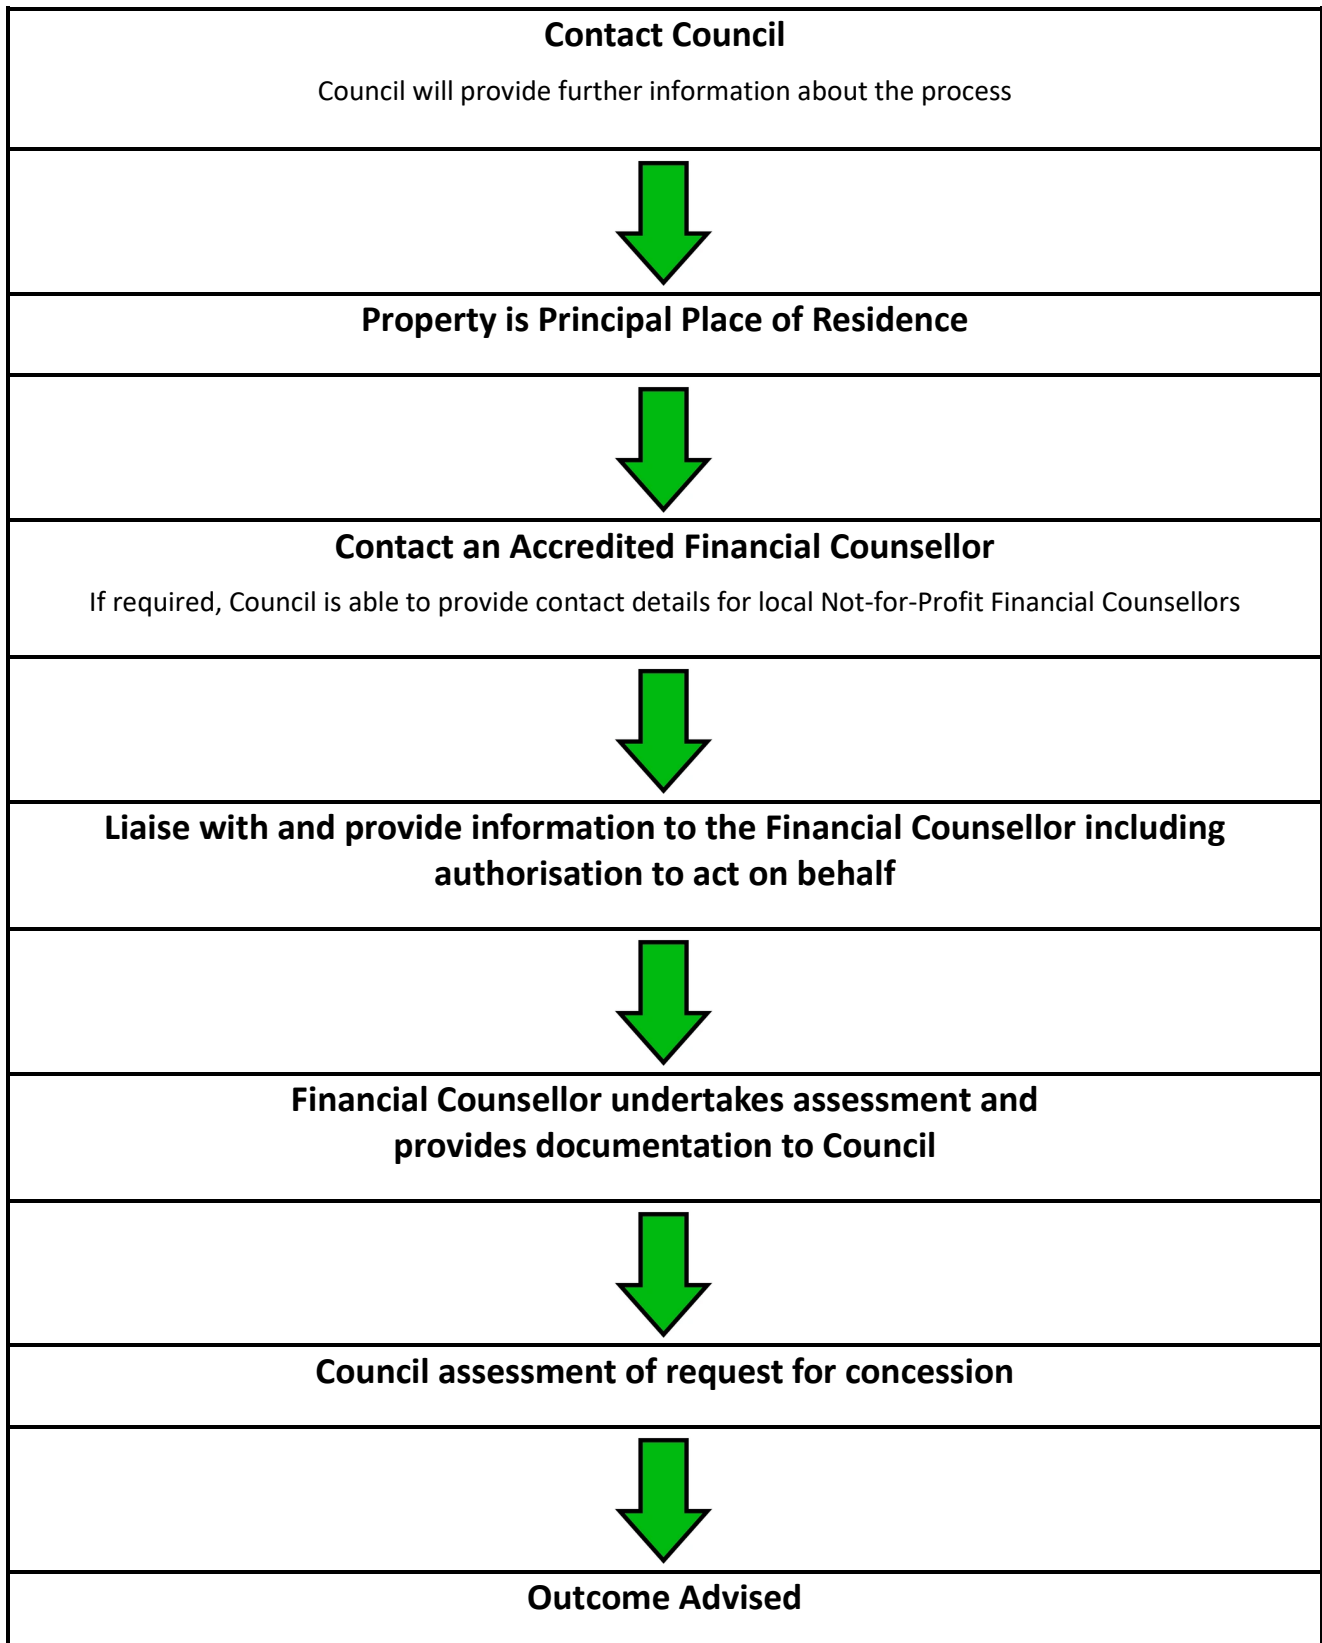 Contact Council
Council will provide further information about the process
Property is Principal Place of Residence
Contact an Accredited Financial Counsellor
If required, Council is able to provide contact details for local Not-for-Profit Financial Counsellors
Liaise with and provide information to the Financial Counsellor including
authorisation to act on behalf
Financial Counsellor undertakes assessment and
provides documentation to Council
Council assessment of request for concession
Outcome Advised